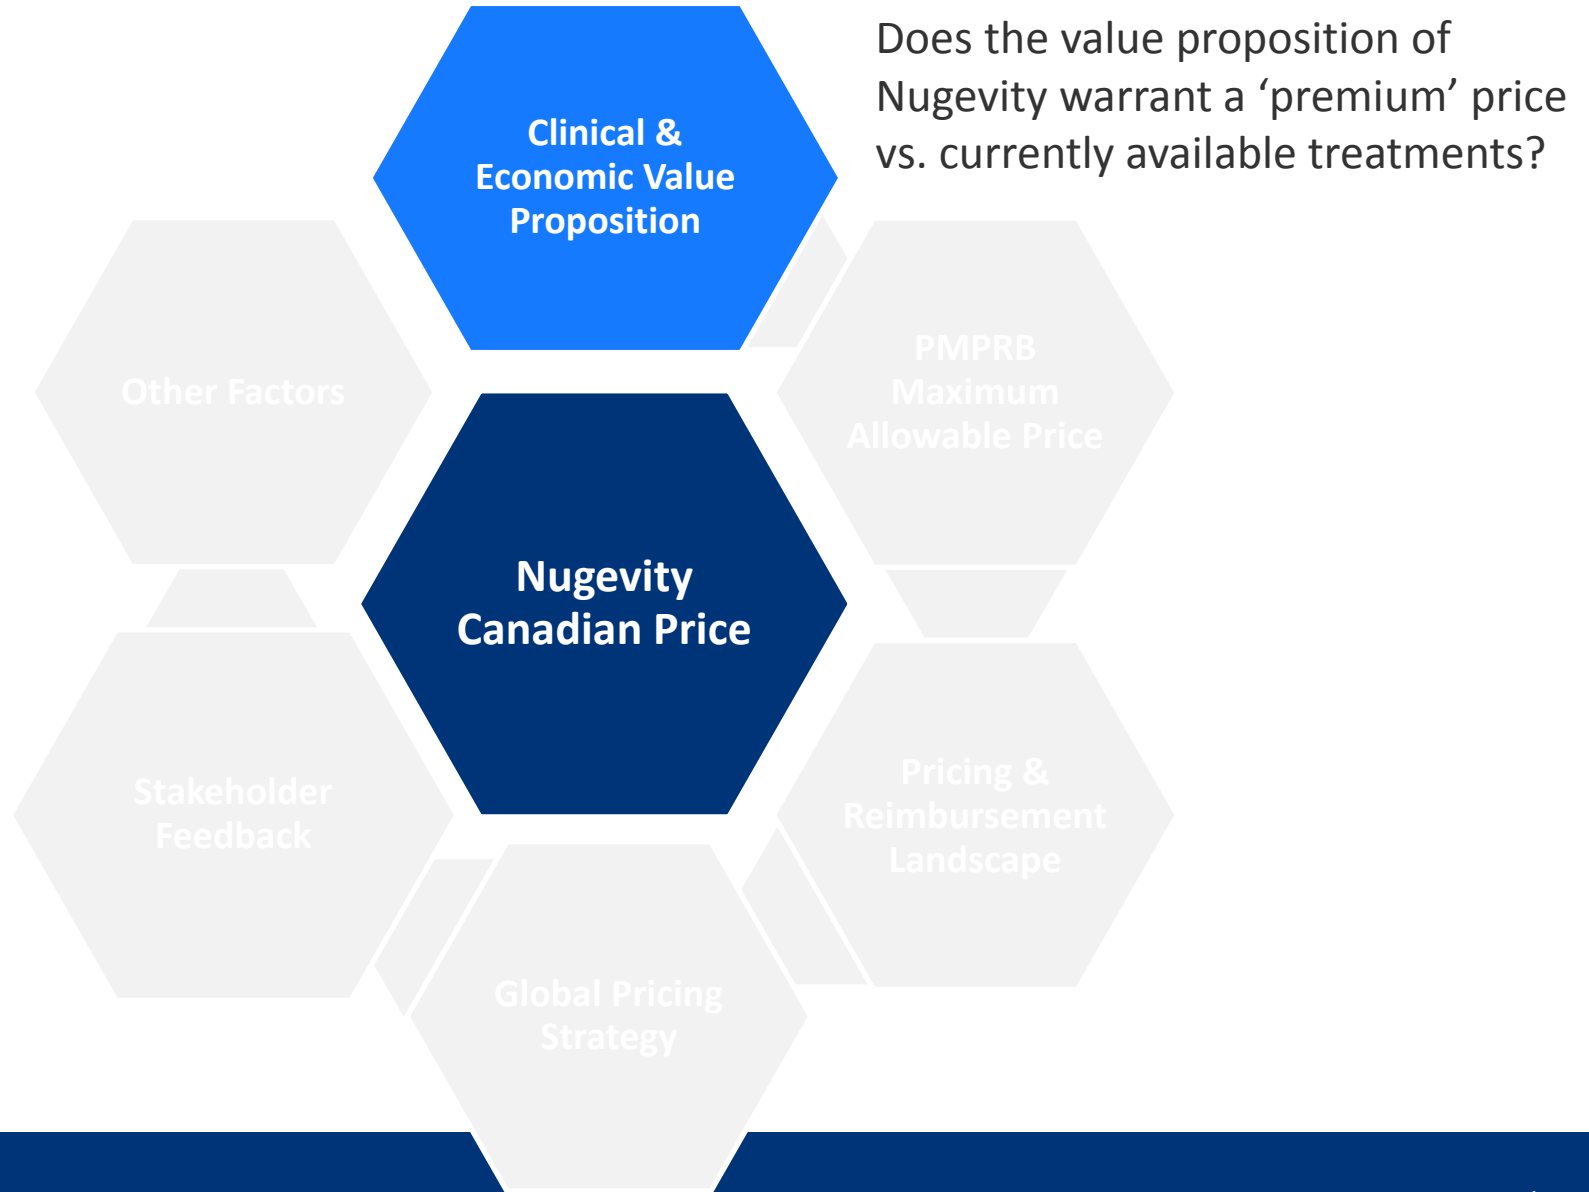 Does the value proposition of
Nugevity warrant a ‘premium’ price
vs. currently available treatments?
Clinical &
Economic Value
Proposition
PMPRB
Maximum
Allowable Price
Other Factors
Nugevity
Canadian Price
Pricing &
Reimbursement
Landscape
Stakeholder
Feedback
Global Pricing
Strategy